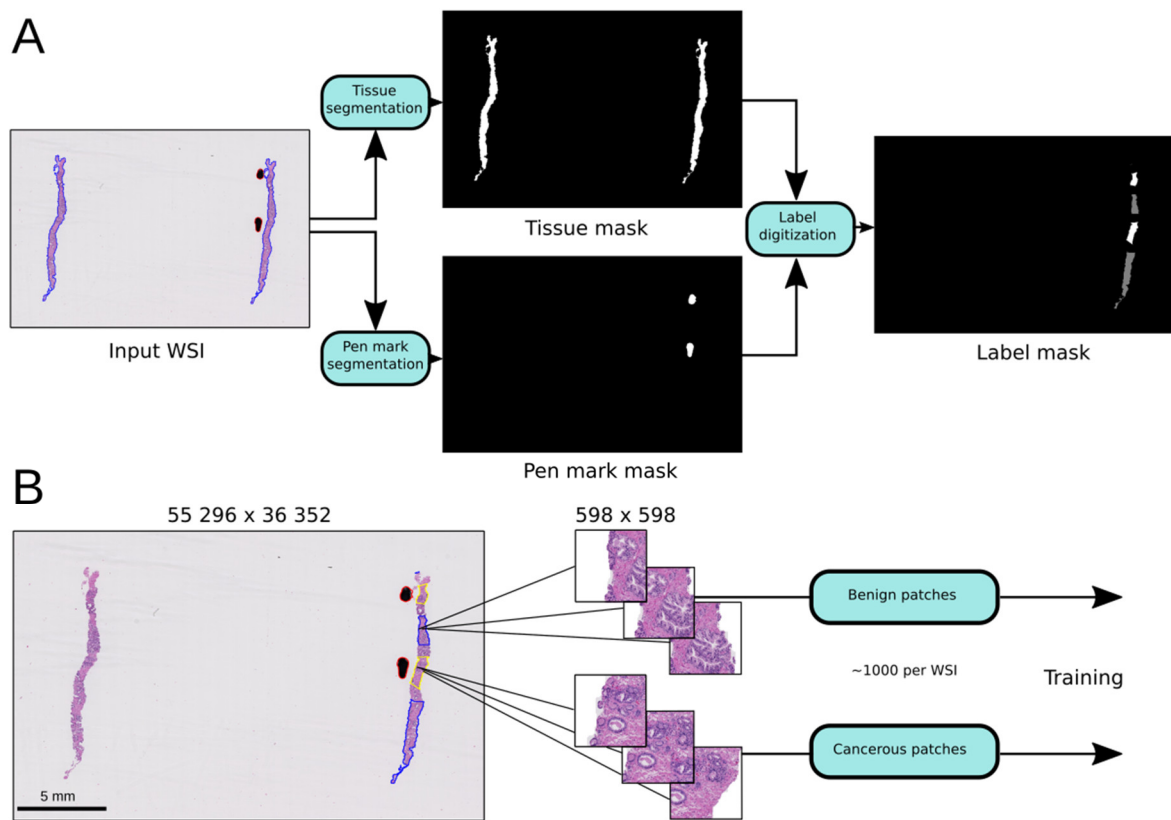 A
Tissue
segmentation
Tissue mask
Input WSI
Pen mark
segmentation
Pen mark mask
Label
digitization
Label mask
B
55 296 x 36 352
598 x 598
5 mm
Benign patches
~1000 per WSI
Training
Cancerous patches